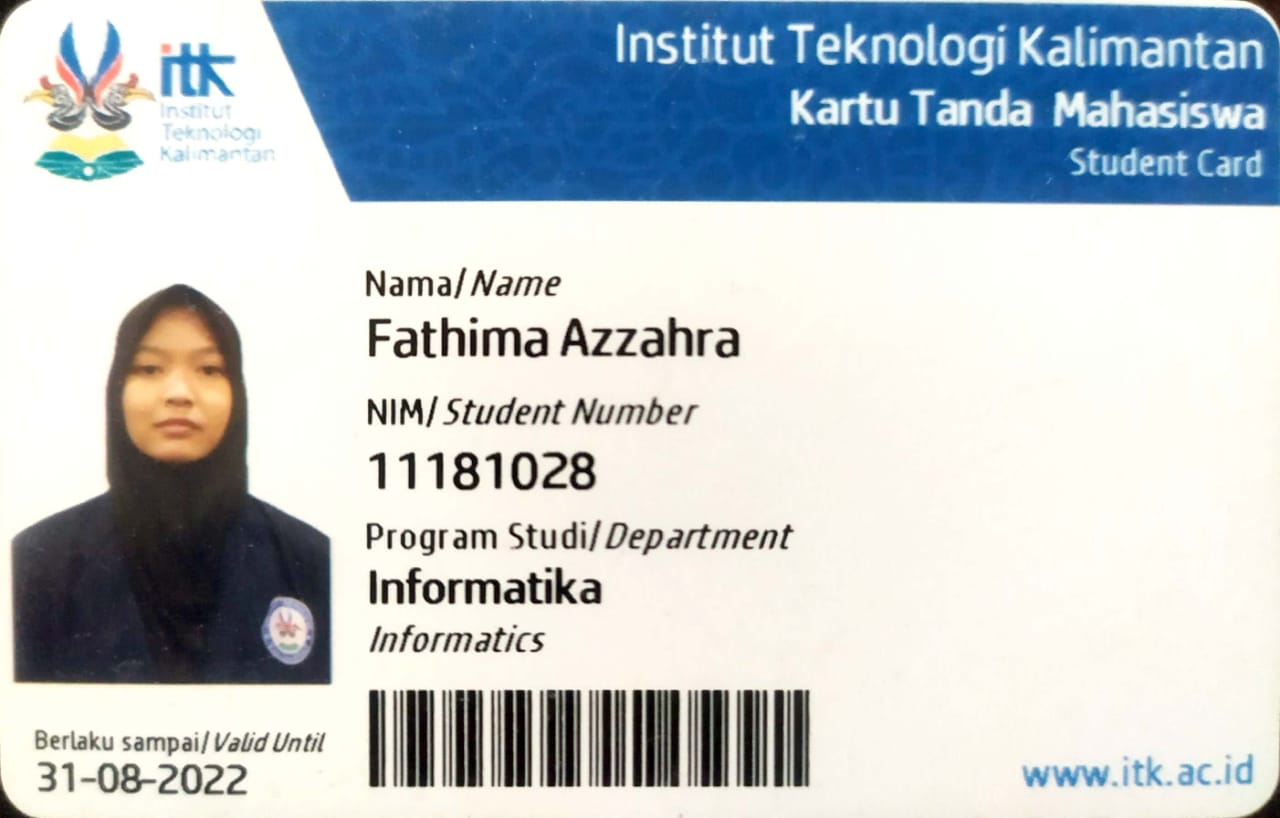 itk
Institut
Teknologi
Kalimantan
Institut Teknologi Kalimantan
Kartu Tanda Mahasiswa
Student Card
Nama/Name
Fathima Azzahra
NIM/Student Number
11181028
Program Studi/Department
Informatika
Informatics
Berlaku sampai/Valid Until
31-08-2022
www.itk.ac.id